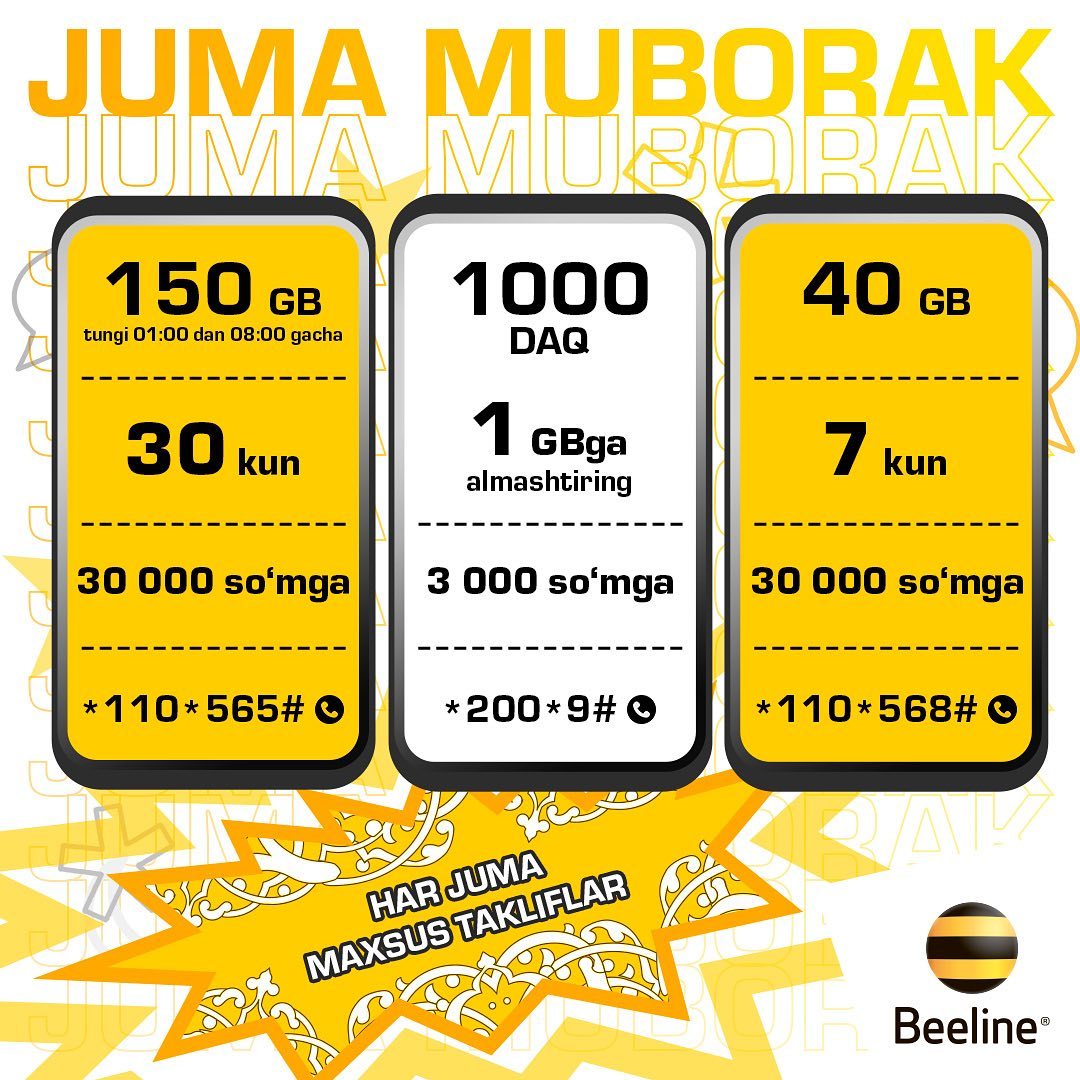 JUMA MUBORAK
JUMA MUBORAK
150 GB
tungi 01:00 dan 08:00 gacha
30 kun
30 000 so‘mga
*110*565#
1000
DAQ
1 GBga
almashtiring
3 000 so‘mga
*200*9#
40 GB
7 kun
30 000 so‘mga
*110*568#
HAR JUMA
MAXSUS TAKLIFLAR
Beeline®